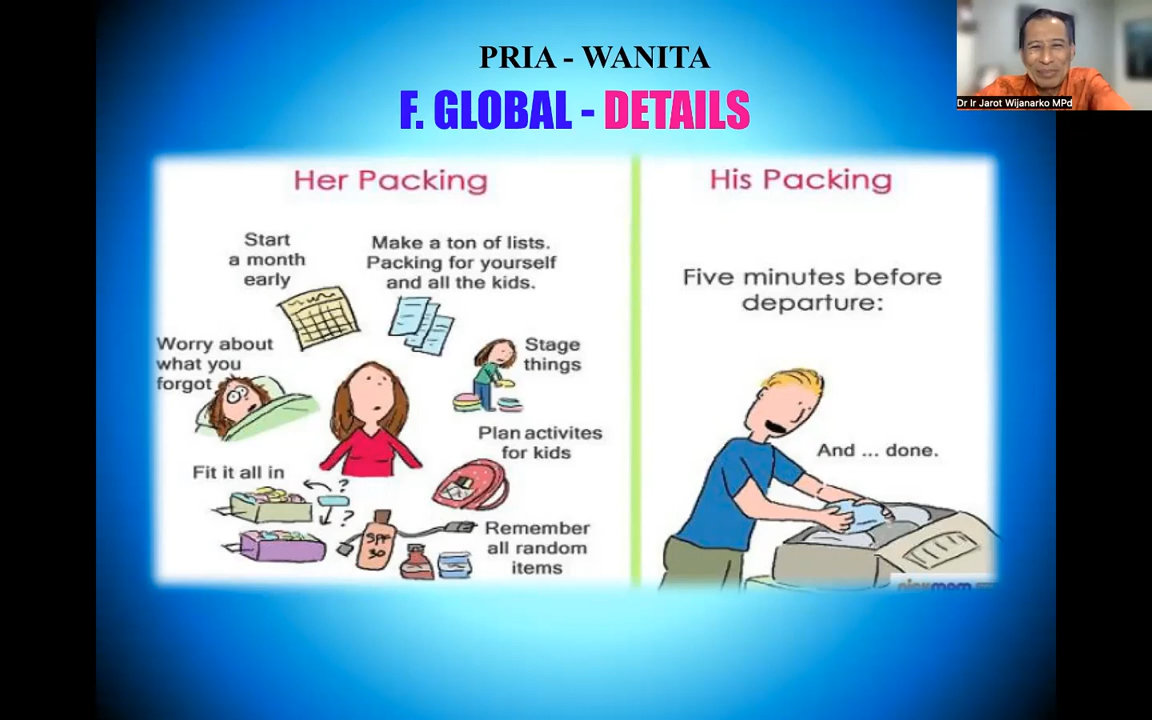 PRIA - WANITA
F. GLOBAL - DETAILS
Dr Ir Jarot Wijanarko MPd
Her Packing
Start
a month
early
Make a ton of lists.
Packing for yourself
and all the kids.
Worry about
what you
forgot
Stage
things
Plan activites
for kids
Fit it all in
?
?
SPF
30
Remember
all random
items
His Packing
Five minutes before
departure:
And ... done.